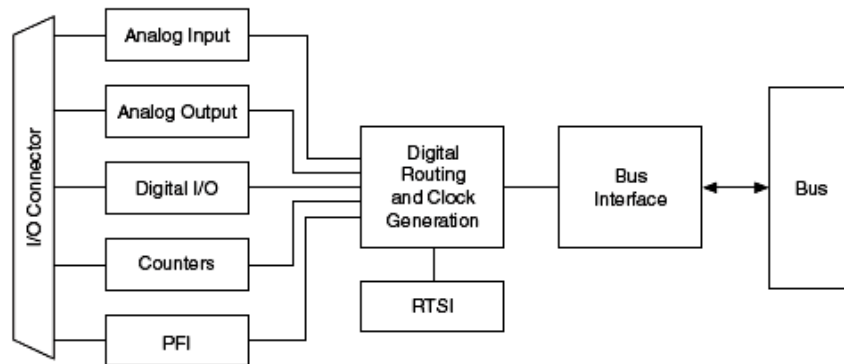 I/O Connector
Analog Input
Analog Output
Digital I/O
Counters
PFI
Digital
Routing
and Clock
Generation
RTSI
Bus
Interface
Bus